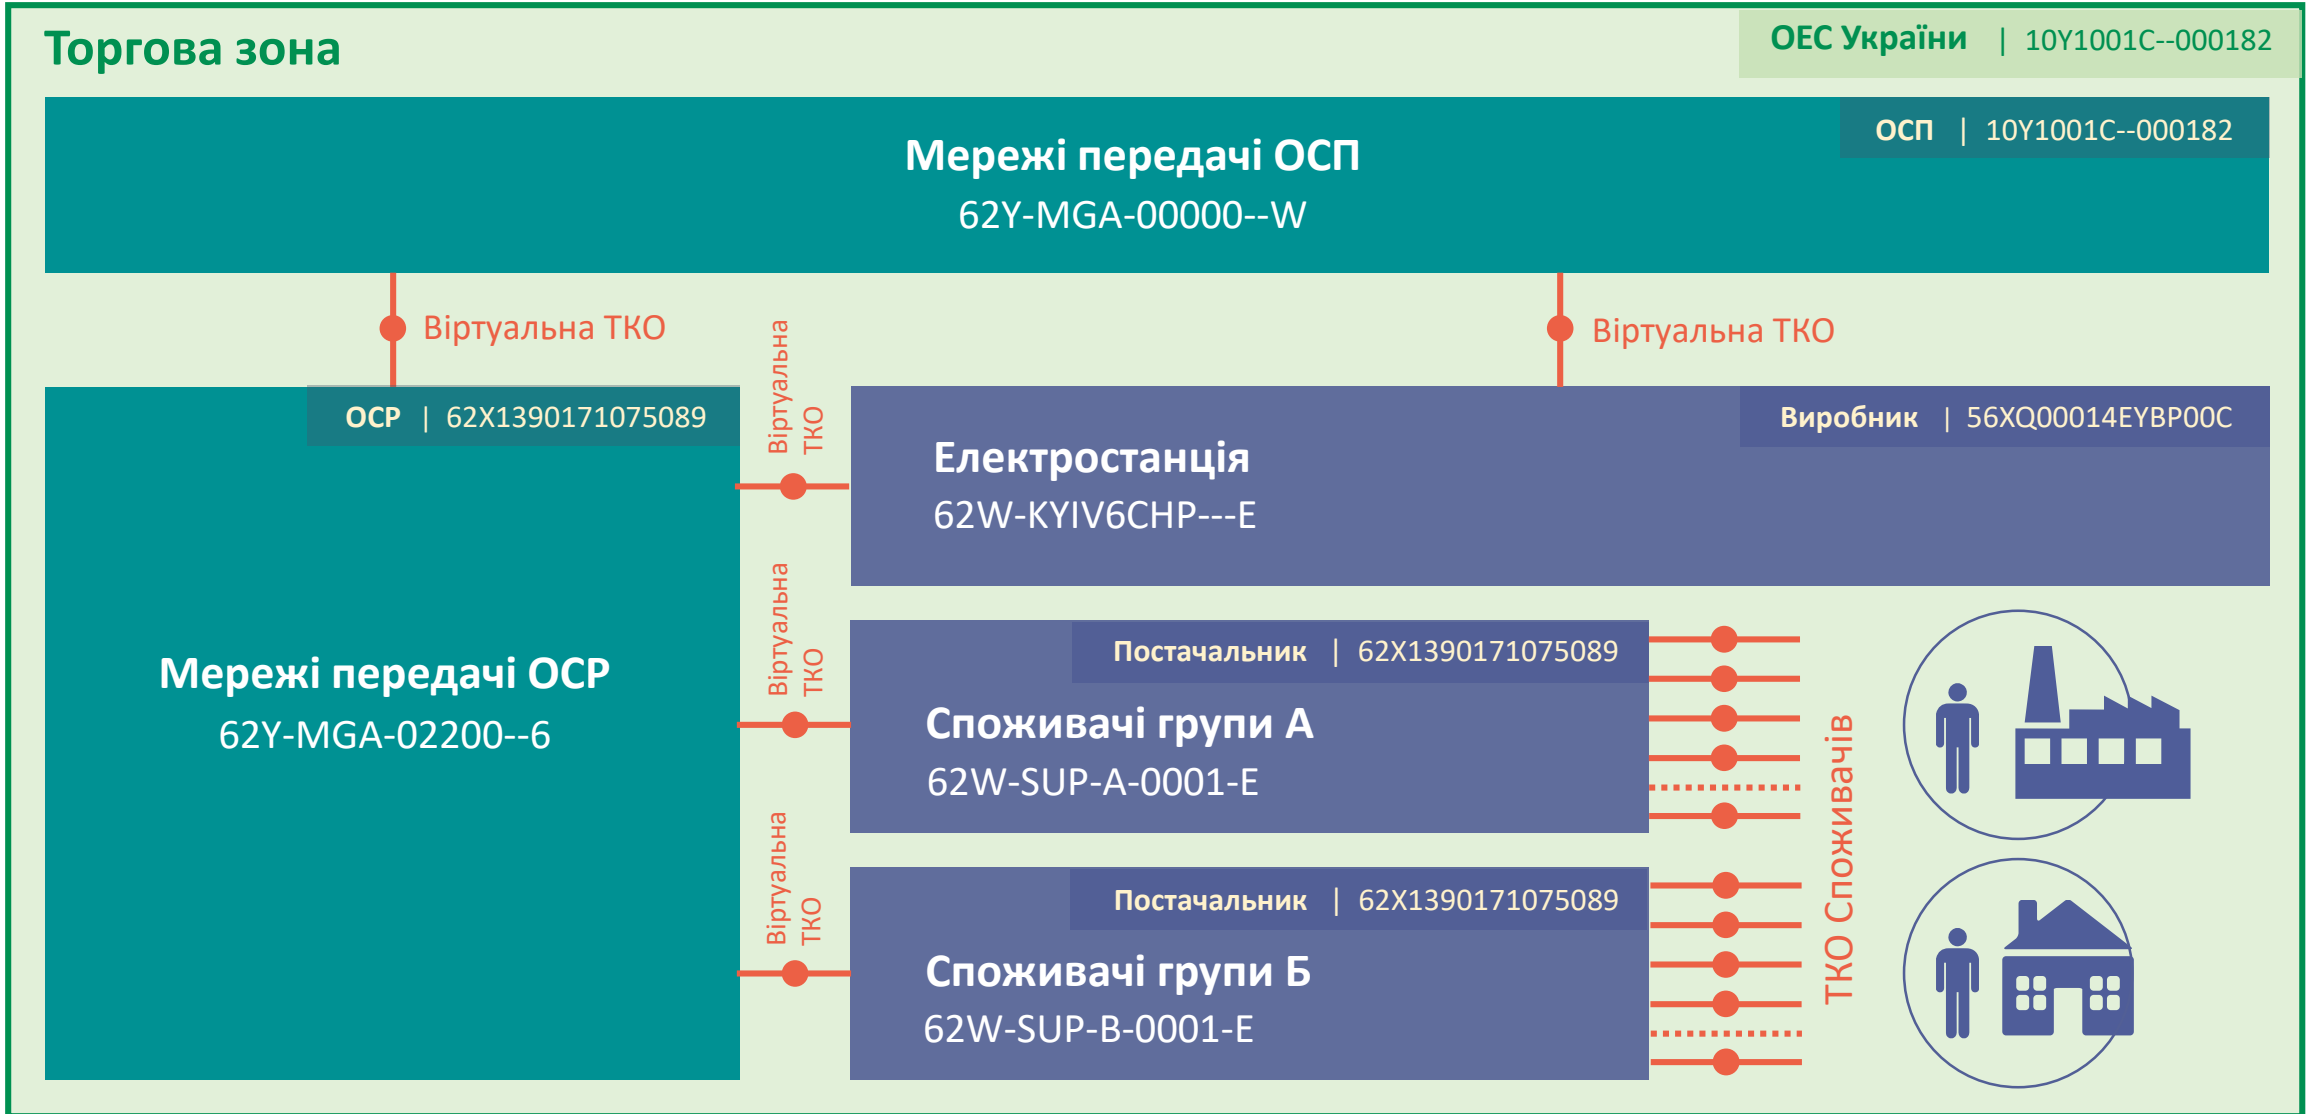 Торгова зона
ОЕС України | 10Y1001C--000182
ОСП | 10Y1001C--000182
Мережі передачі ОСП
62Y-MGA-00000--W
Віртуальна ТКО
Віртуальна ТКО
Віртуальна
ТКО
ОСР | 62X1390171075089
Виробник | 56XQ00014EYBP00C
Електростанція
62W-KYIV6CHP---E
Віртуальна
ТКО
Постачальник | 62X1390171075089
Мережі передачі ОСР
62Y-MGA-02200--6
Споживачі групи А
62W-SUP-A-0001-E
ТКО Споживачів
Віртуальна
ТКО
Постачальник | 62X1390171075089
Споживачі групи Б
62W-SUP-B-0001-E